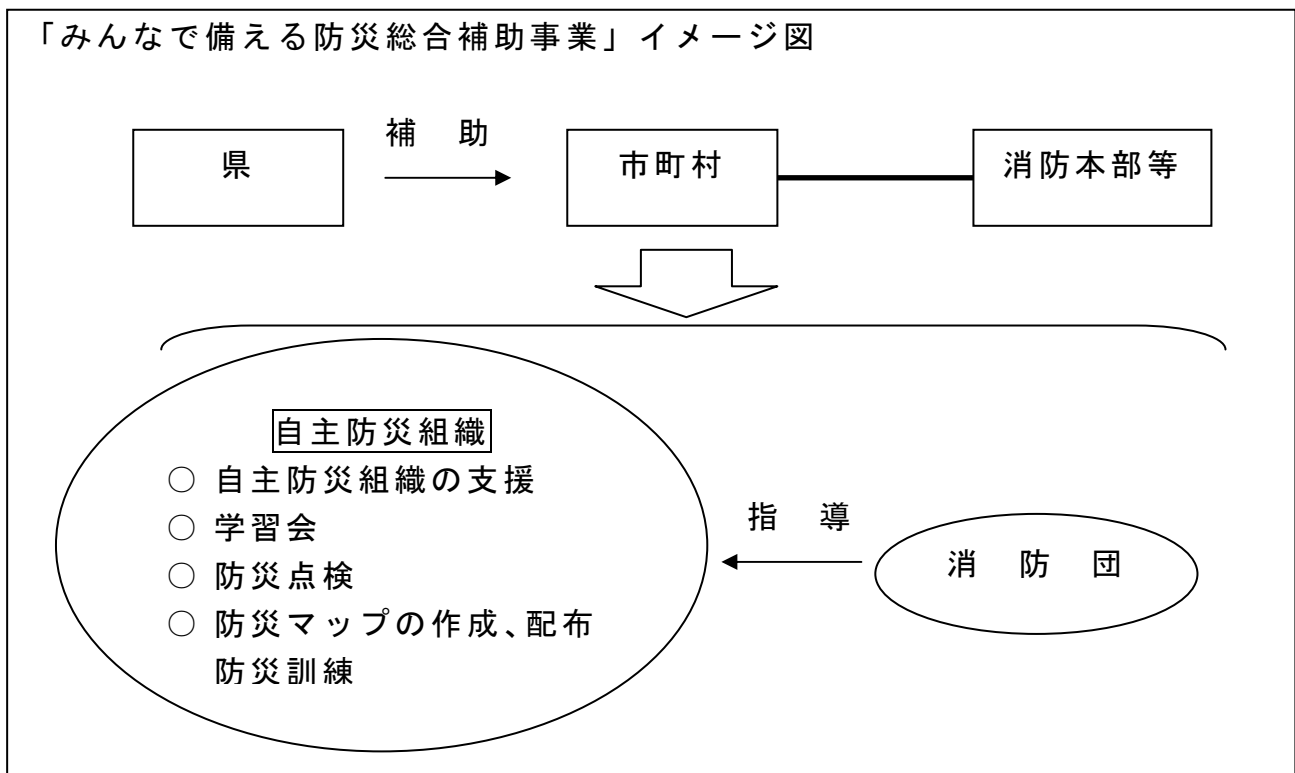 「みんなで備える防災総合補助事業」イメージ図
補 助
県
市町村
消防本部等
自主防災組織
○ 自主防災組織の支援
○ 学習会
○ 防災点検
○ 防災マップの作成、配布
防災訓練
指 導
消 防 団